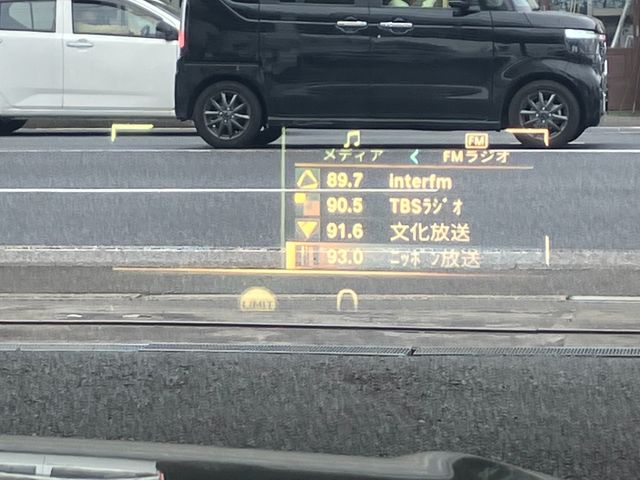 FM
メディア く FMラジオ
89.7 interfm
90.5 TBSﾗｼﾞｵ
91.6 文化放送
93.0 ﾆｯﾎﾟﾝ放送
LIMIT